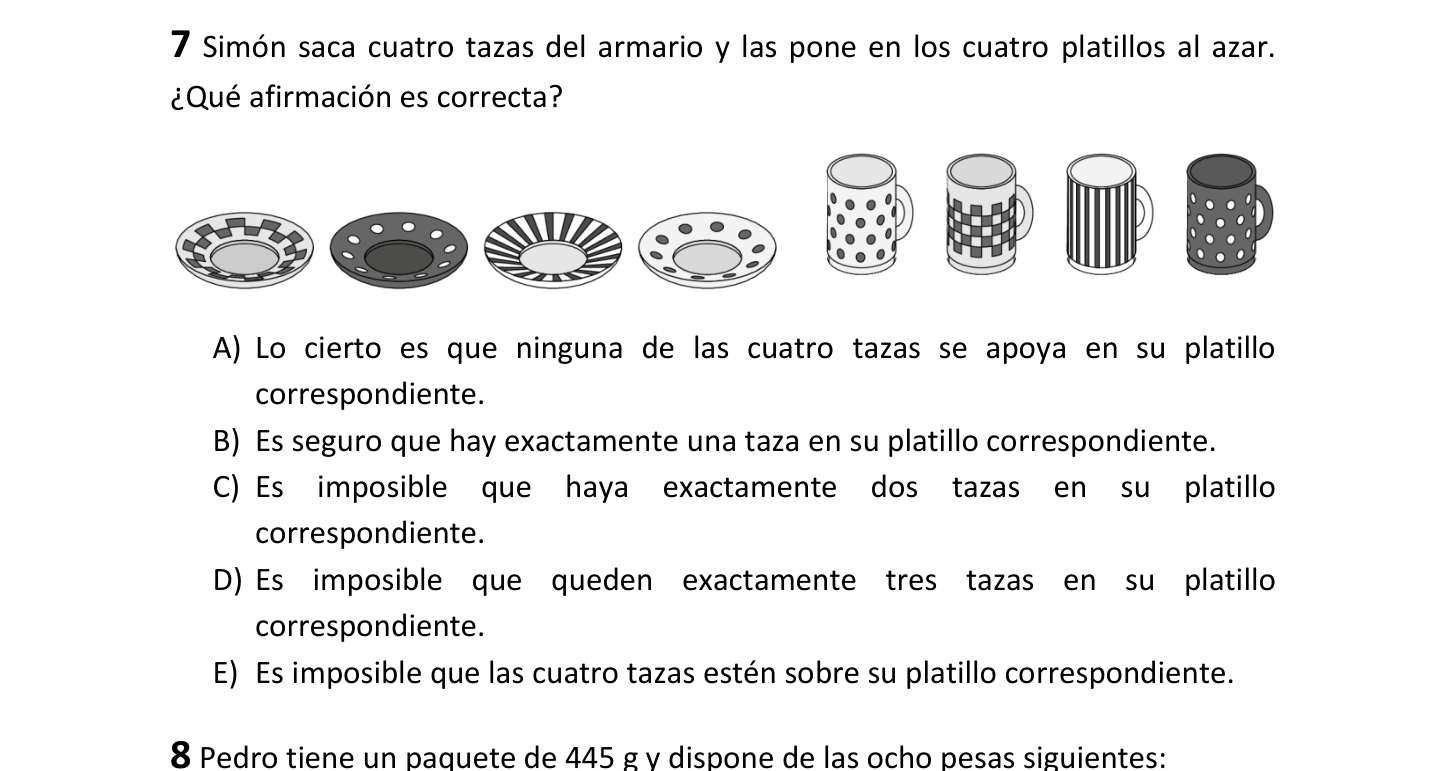 7 Simón saca cuatro tazas del armario y las pone en los cuatro platillos al azar.
¿Qué afirmación es correcta?
A) Lo cierto es que ninguna de las cuatro tazas se apoya en su platillo
correspondiente.
B) Es seguro que hay exactamente una taza en su platillo correspondiente.
C) Es imposible que haya exactamente dos tazas en su platillo
correspondiente.
D) Es imposible que queden exactamente tres tazas en su platillo
correspondiente.
E) Es imposible que las cuatro tazas estén sobre su platillo correspondiente.
8 Pedro tiene un paquete de 445 g y dispone de las ocho pesas siguientes: